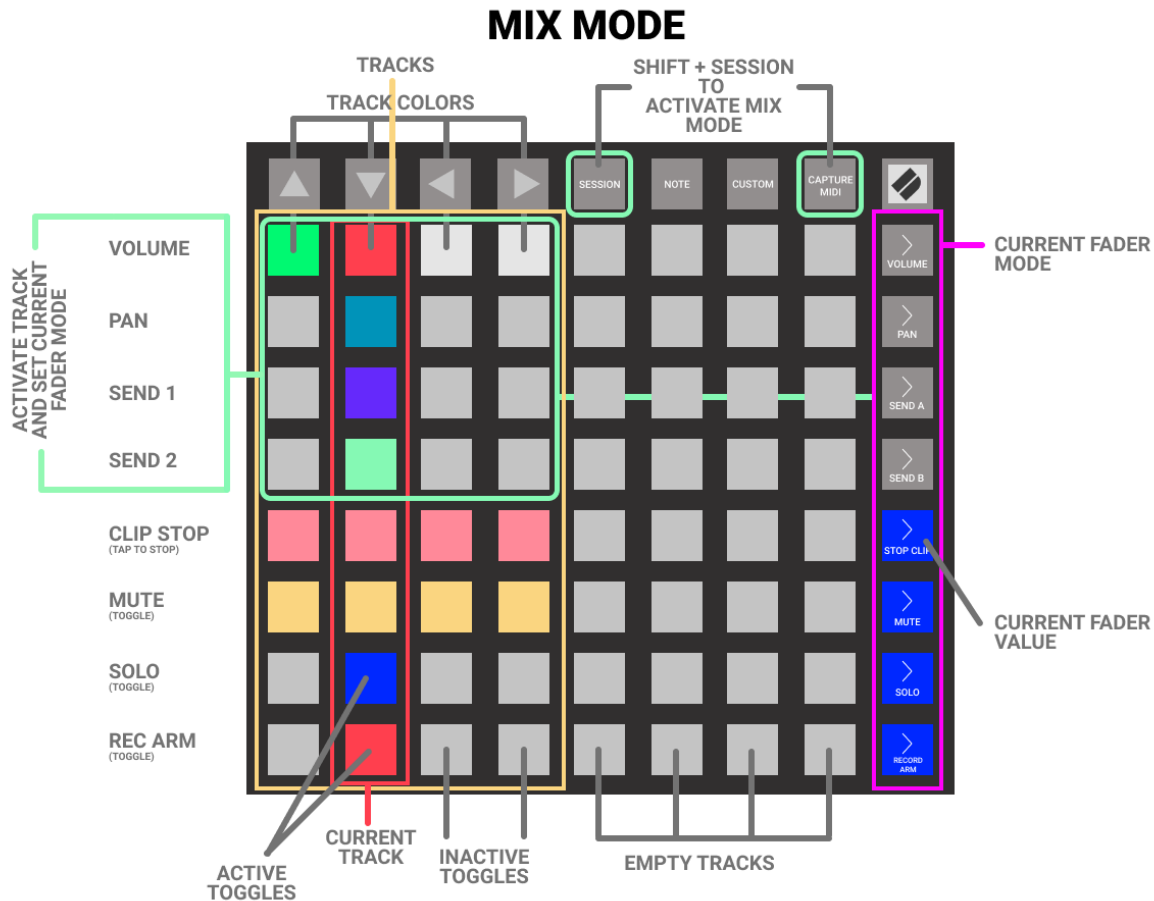 MIX MODE
TRACKS
TRACK COLORS
SHIFT + SESSION
TO
ACTIVATE MIX
MODE
SESSION
NOTE
CUSTOM
CAPTURE
MIDI
ACTIVATE TRACK
AND SET CURRENT
FADER MODE
VOLUME
PAN
SEND 1
SEND 2
CLIP STOP
(TAP TO STOP)
MUTE
(TOGGLE)
SOLO
(TOGGLE)
REC ARM
(TOGGLE)
VOLUME
PAN
SEND A
SEND B
STOP CLIP
MUTE
SOLO
RECORD
ARM
CURRENT FADER
MODE
CURRENT FADER
VALUE
ACTIVE
TOGGLES
CURRENT
TRACK
INACTIVE
TOGGLES
EMPTY TRACKS